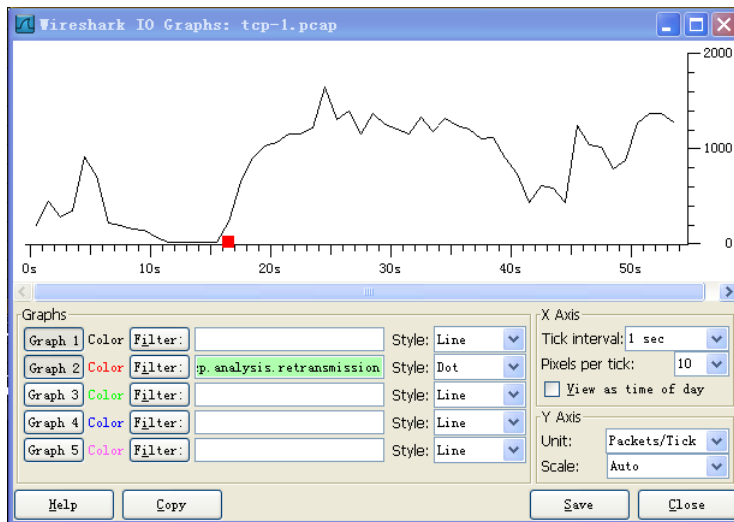 Wireshark IO Graphs: tcp-1.pcap
2000
1000
0
0s 10s 20s 30s 40s 50s
Graphs
X Axis
Graph 1 Color Filter: Style: Line
Tick interval: 1 sec
Graph 2 Color Filter: :p.analysis.retransmission Style: Dot
Pixels per tick: 10
Graph 3 Color Filter: Style: Line
View as time of day
Graph 4 Color Filter: Style: Line
Y Axis
Unit: Packets/Tick
Graph 5 Color Filter: Style: Line
Scale: Auto
Help Copy Save Close